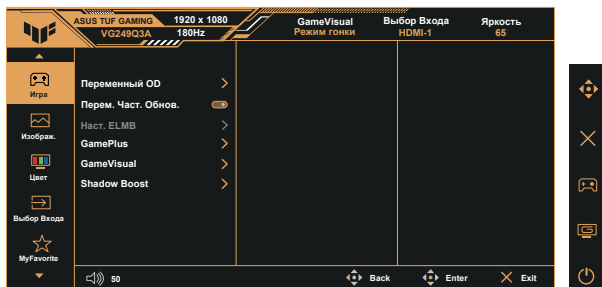 ASUS TUF GAMING 1920 x 1080
VG249Q3A 180Hz
GameVisual
Режим гонки
Выбор Входа
HDMI-1
Яркость
65
Игра
Изображ.
Цвет
Выбор Входа
MyFavorite
Переменный OD
Перем. Част. Обнов.
Наст. ELMB
GamePlus
GameVisual
Shadow Boost
50
Back
Enter
Exit